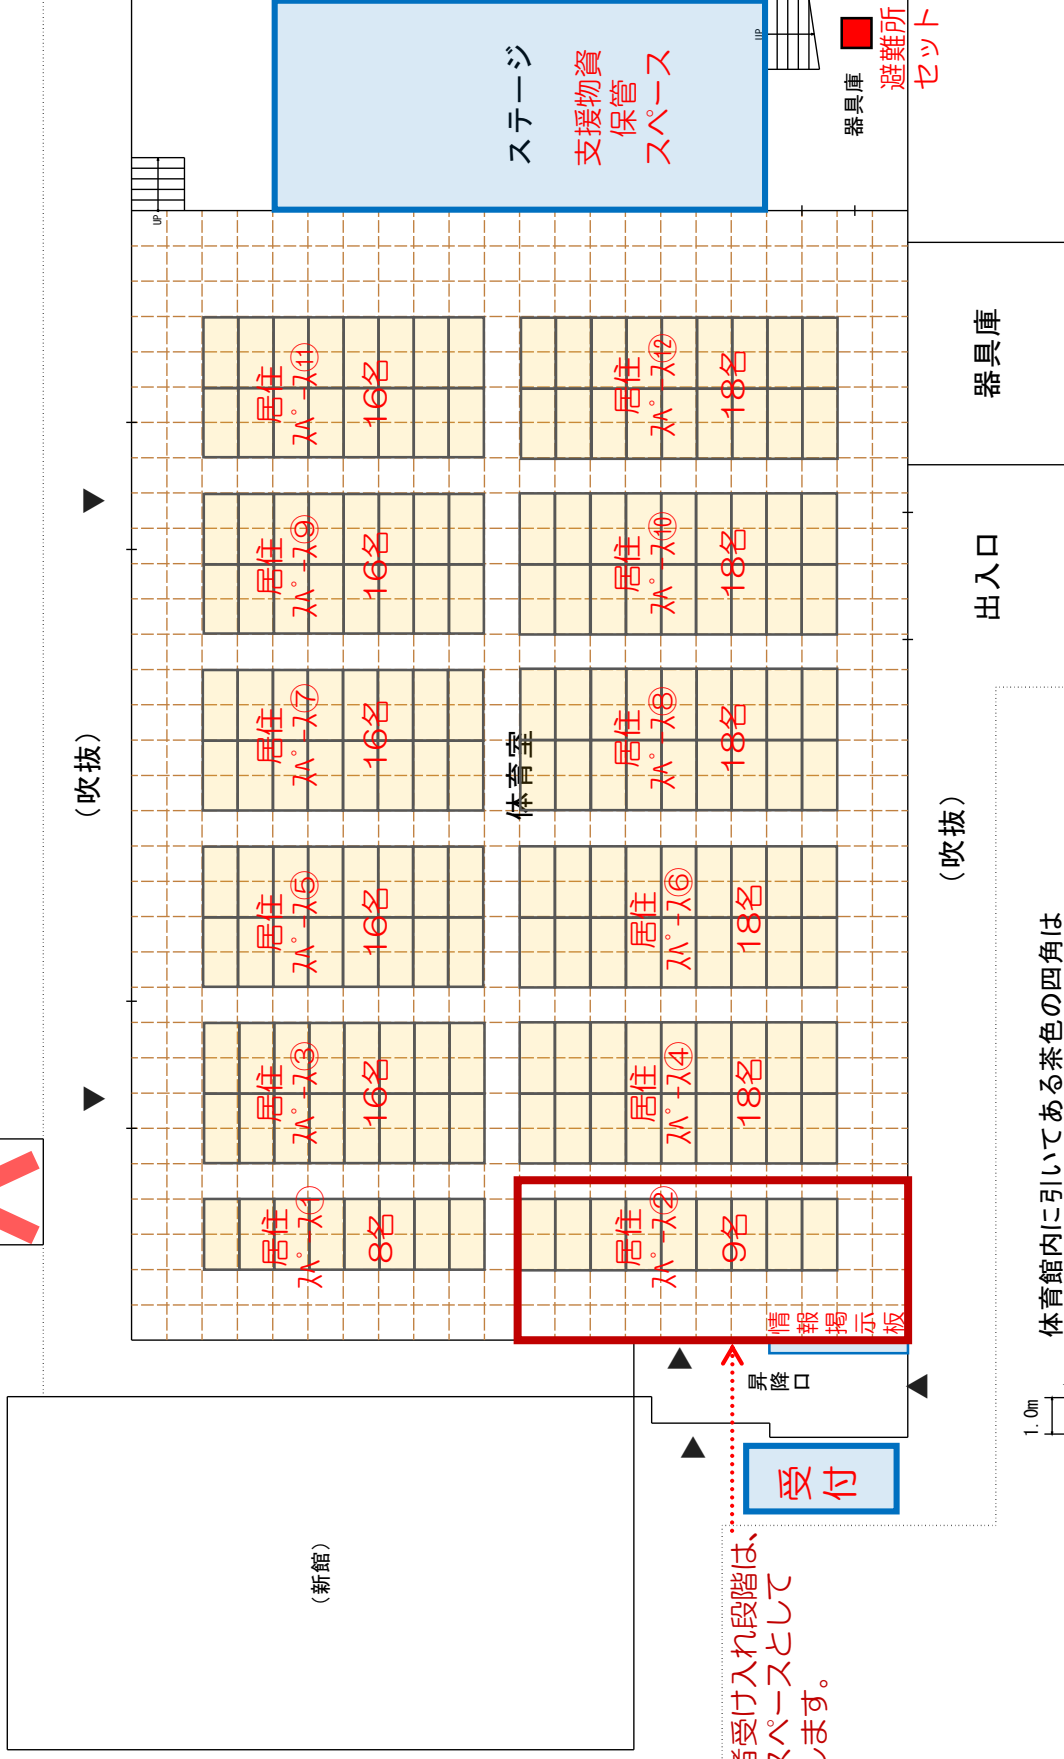 避難所
セット
器具庫
UP
ステージ
支援物資
保管
スペース
UP
器具庫
出入口
(吹抜)
(吹抜)
体育室
居住
ｽﾍﾟｰｽ⑪
16名
居住
ｽﾍﾟｰｽ⑫
18名
居住
ｽﾍﾟｰｽ⑨
16名
居住
ｽﾍﾟｰｽ⑩
18名
居住
ｽﾍﾟｰｽ⑦
16名
居住
ｽﾍﾟｰｽ⑧
18名
居住
ｽﾍﾟｰｽ⑤
16名
居住
ｽﾍﾟｰｽ⑥
18名
居住
ｽﾍﾟｰｽ③
16名
居住
ｽﾍﾟｰｽ④
18名
居住
ｽﾍﾟｰｽ①
8名
居住
ｽﾍﾟｰｽ②
9名
情報掲示板
昇降口
受付
(新館)
受け入れ段階は、
スペースとして
します。
体育館内に引いてある茶色の四角は
1.0m